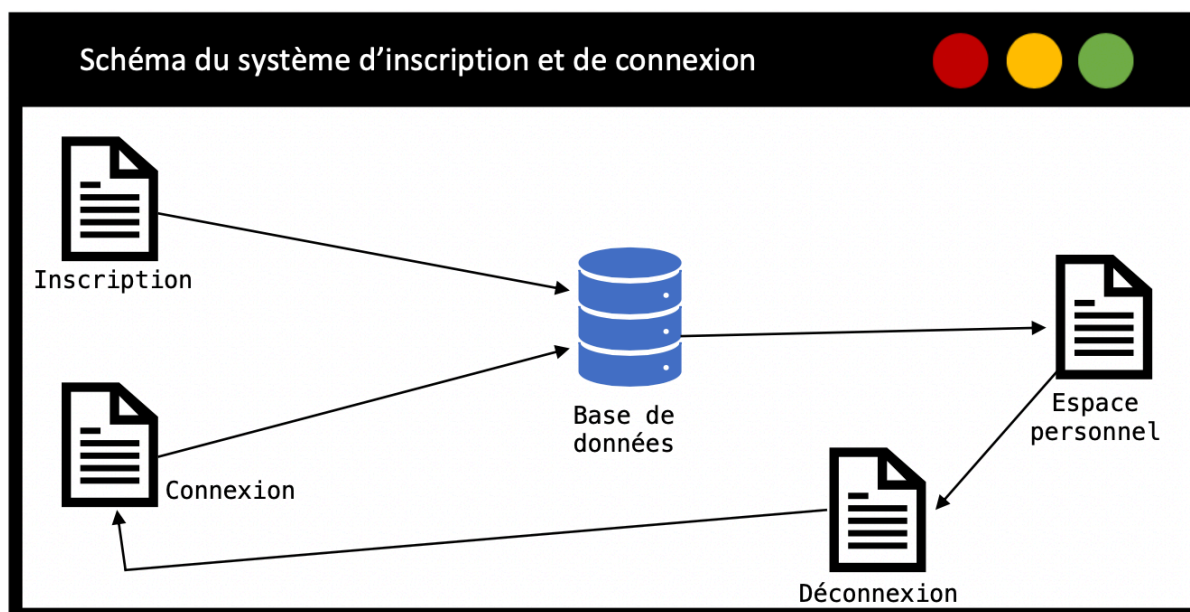 Schéma du système d’inscription et de connexion
Inscription
Base de
données
Espace
personnel
Connexion
Déconnexion